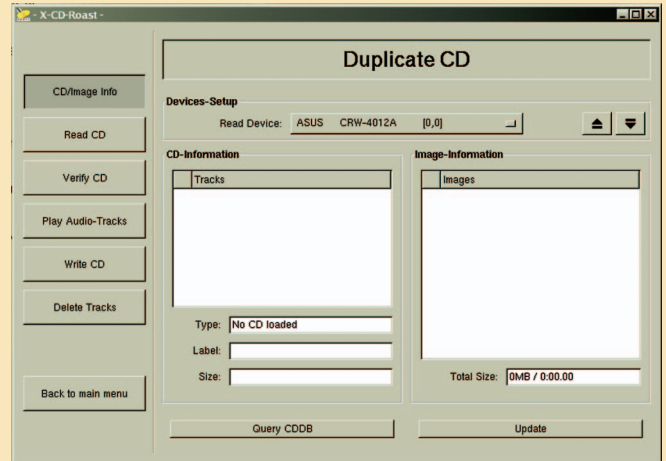 - X-CD-Roast -
Duplicate CD
CD/Image Info
Read CD
Verify CD
Play Audio-Tracks
Write CD
Delete Tracks
Back to main menu
Devices-Setup
Read Device: ASUS CRW-4012A [0,0]
CD-Information
Tracks
Type: No CD loaded
Label:
Size:
Query CDDB
Image-Information
Images
Total Size: 0MB / 0:00.00
Update